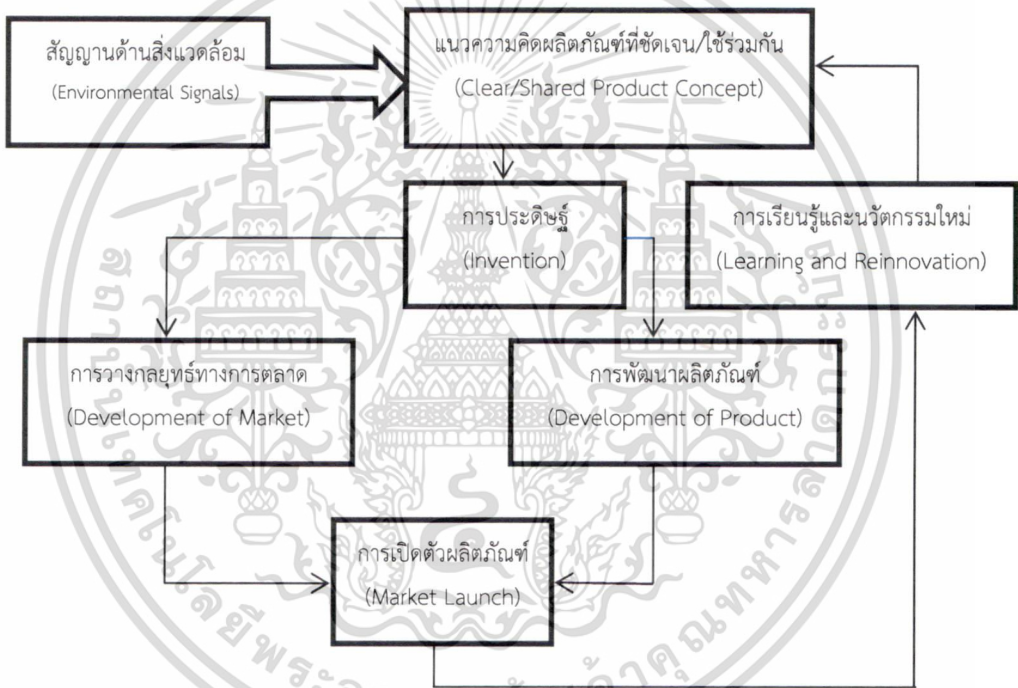 สัญญานด้านสิ่งแวดล้อม
(Environmental Signals)
แนวความคิดผลิตภัณฑ์ที่ชัดเจน/ใช้ร่วมกัน
(Clear/Shared Product Concept)
การประดิษฐ์
(Invention)
การเรียนรู้และนวัตกรรมใหม่
(Learning and Reinnovation)
การวางกลยุทธ์ทางการตลาด
(Development of Market)
การพัฒนาผลิตภัณฑ์
(Development of Product)
การเปิดตัวผลิตภัณฑ์
(Market Launch)